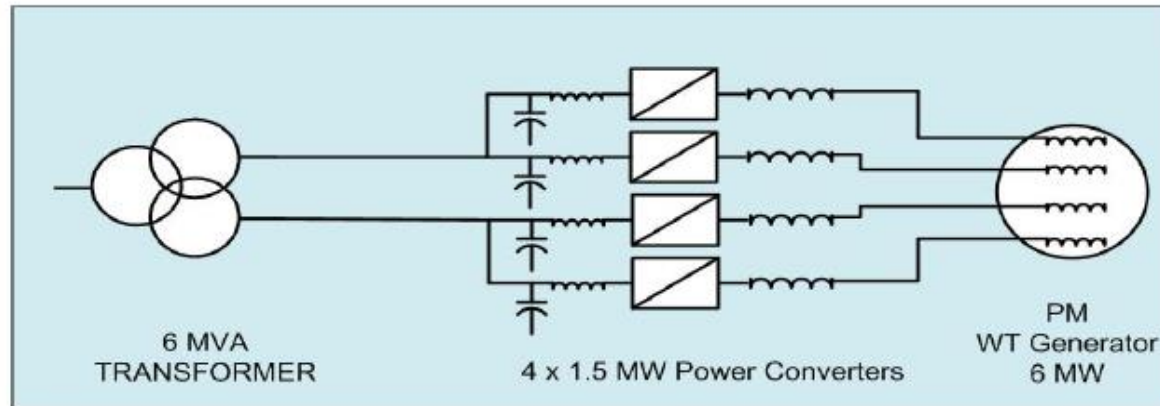 6 MVA
TRANSFORMER
4 x 1.5 MW Power Converters
PM
WT Generator
6 MW